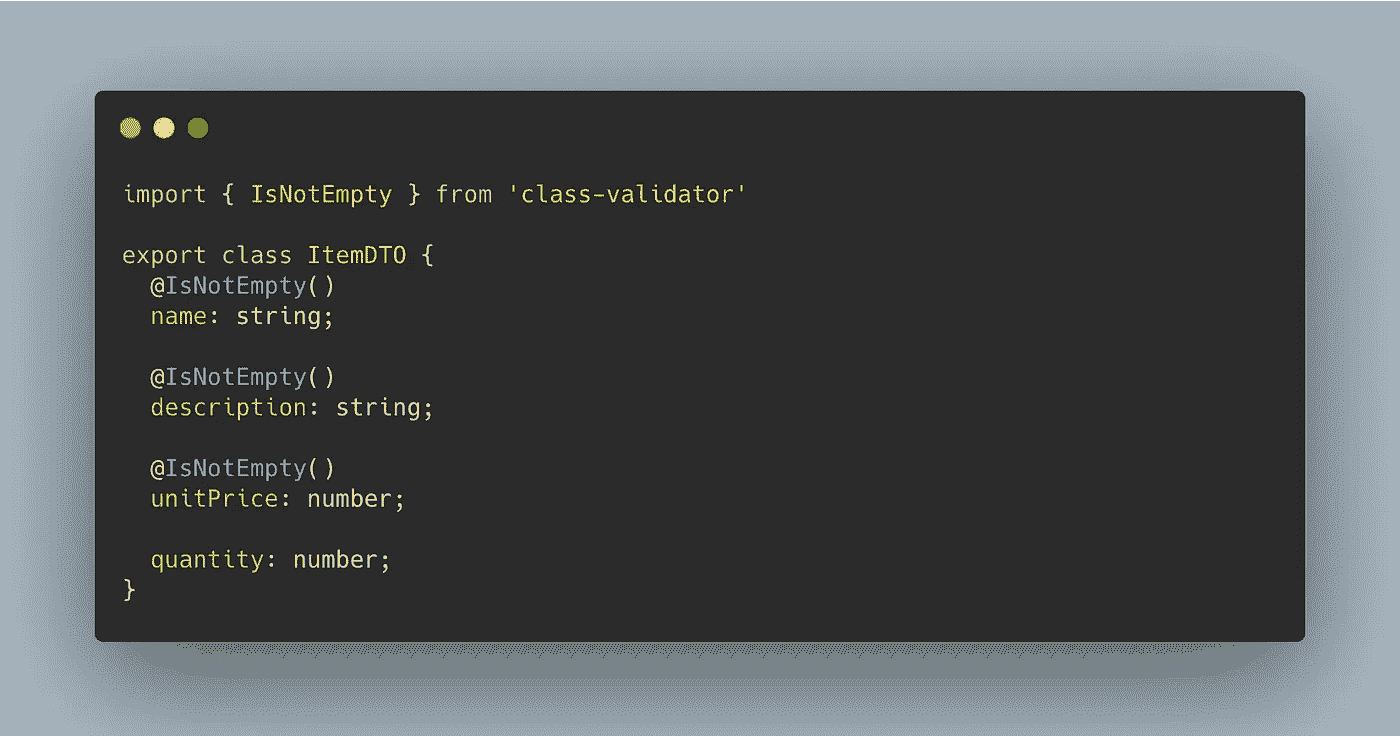 import { IsNotEmpty } from 'class-validator'
export class ItemDTO {
@IsNotEmpty()
name: string;
@IsNotEmpty()
description: string;
@IsNotEmpty()
unitPrice: number;
quantity: number;
}